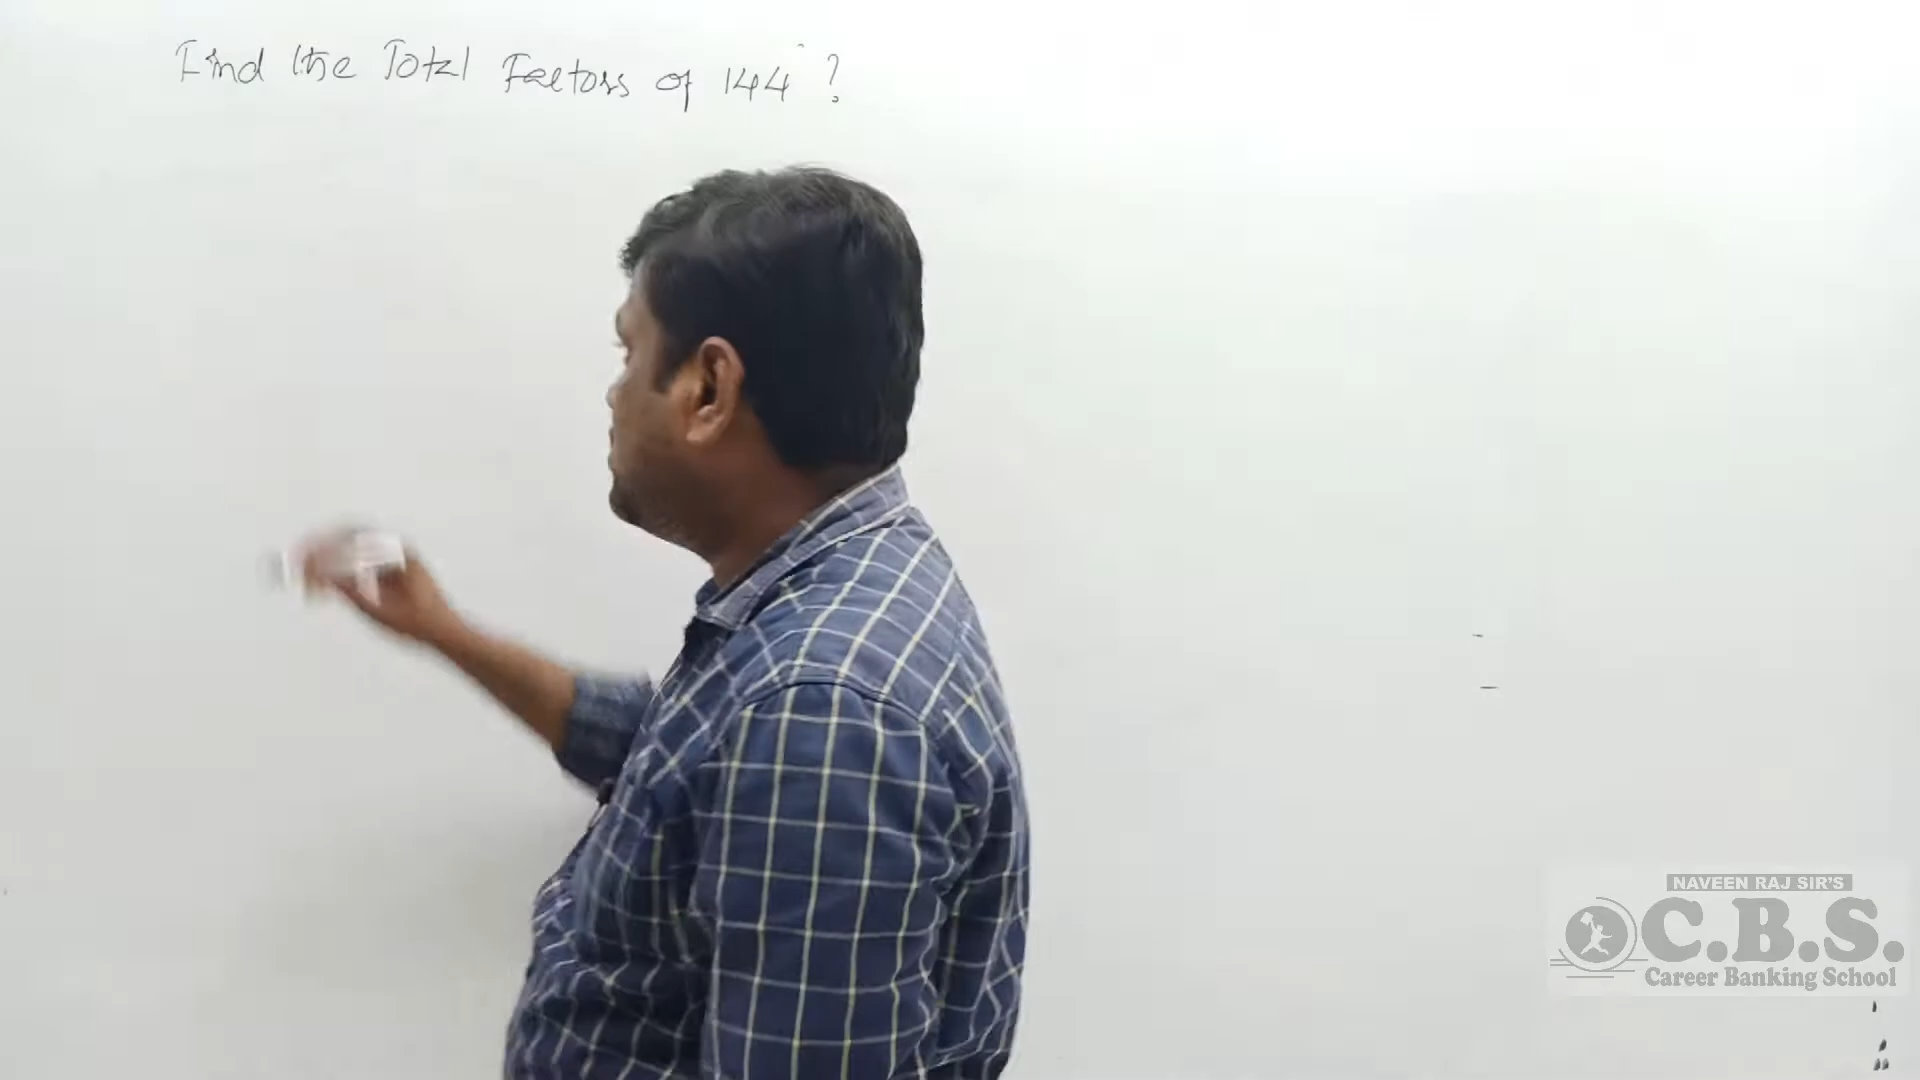 Find the Total Factors of 144 ?
NAVEEN RAJ SIR'S
C.B.S.
Career Banking School